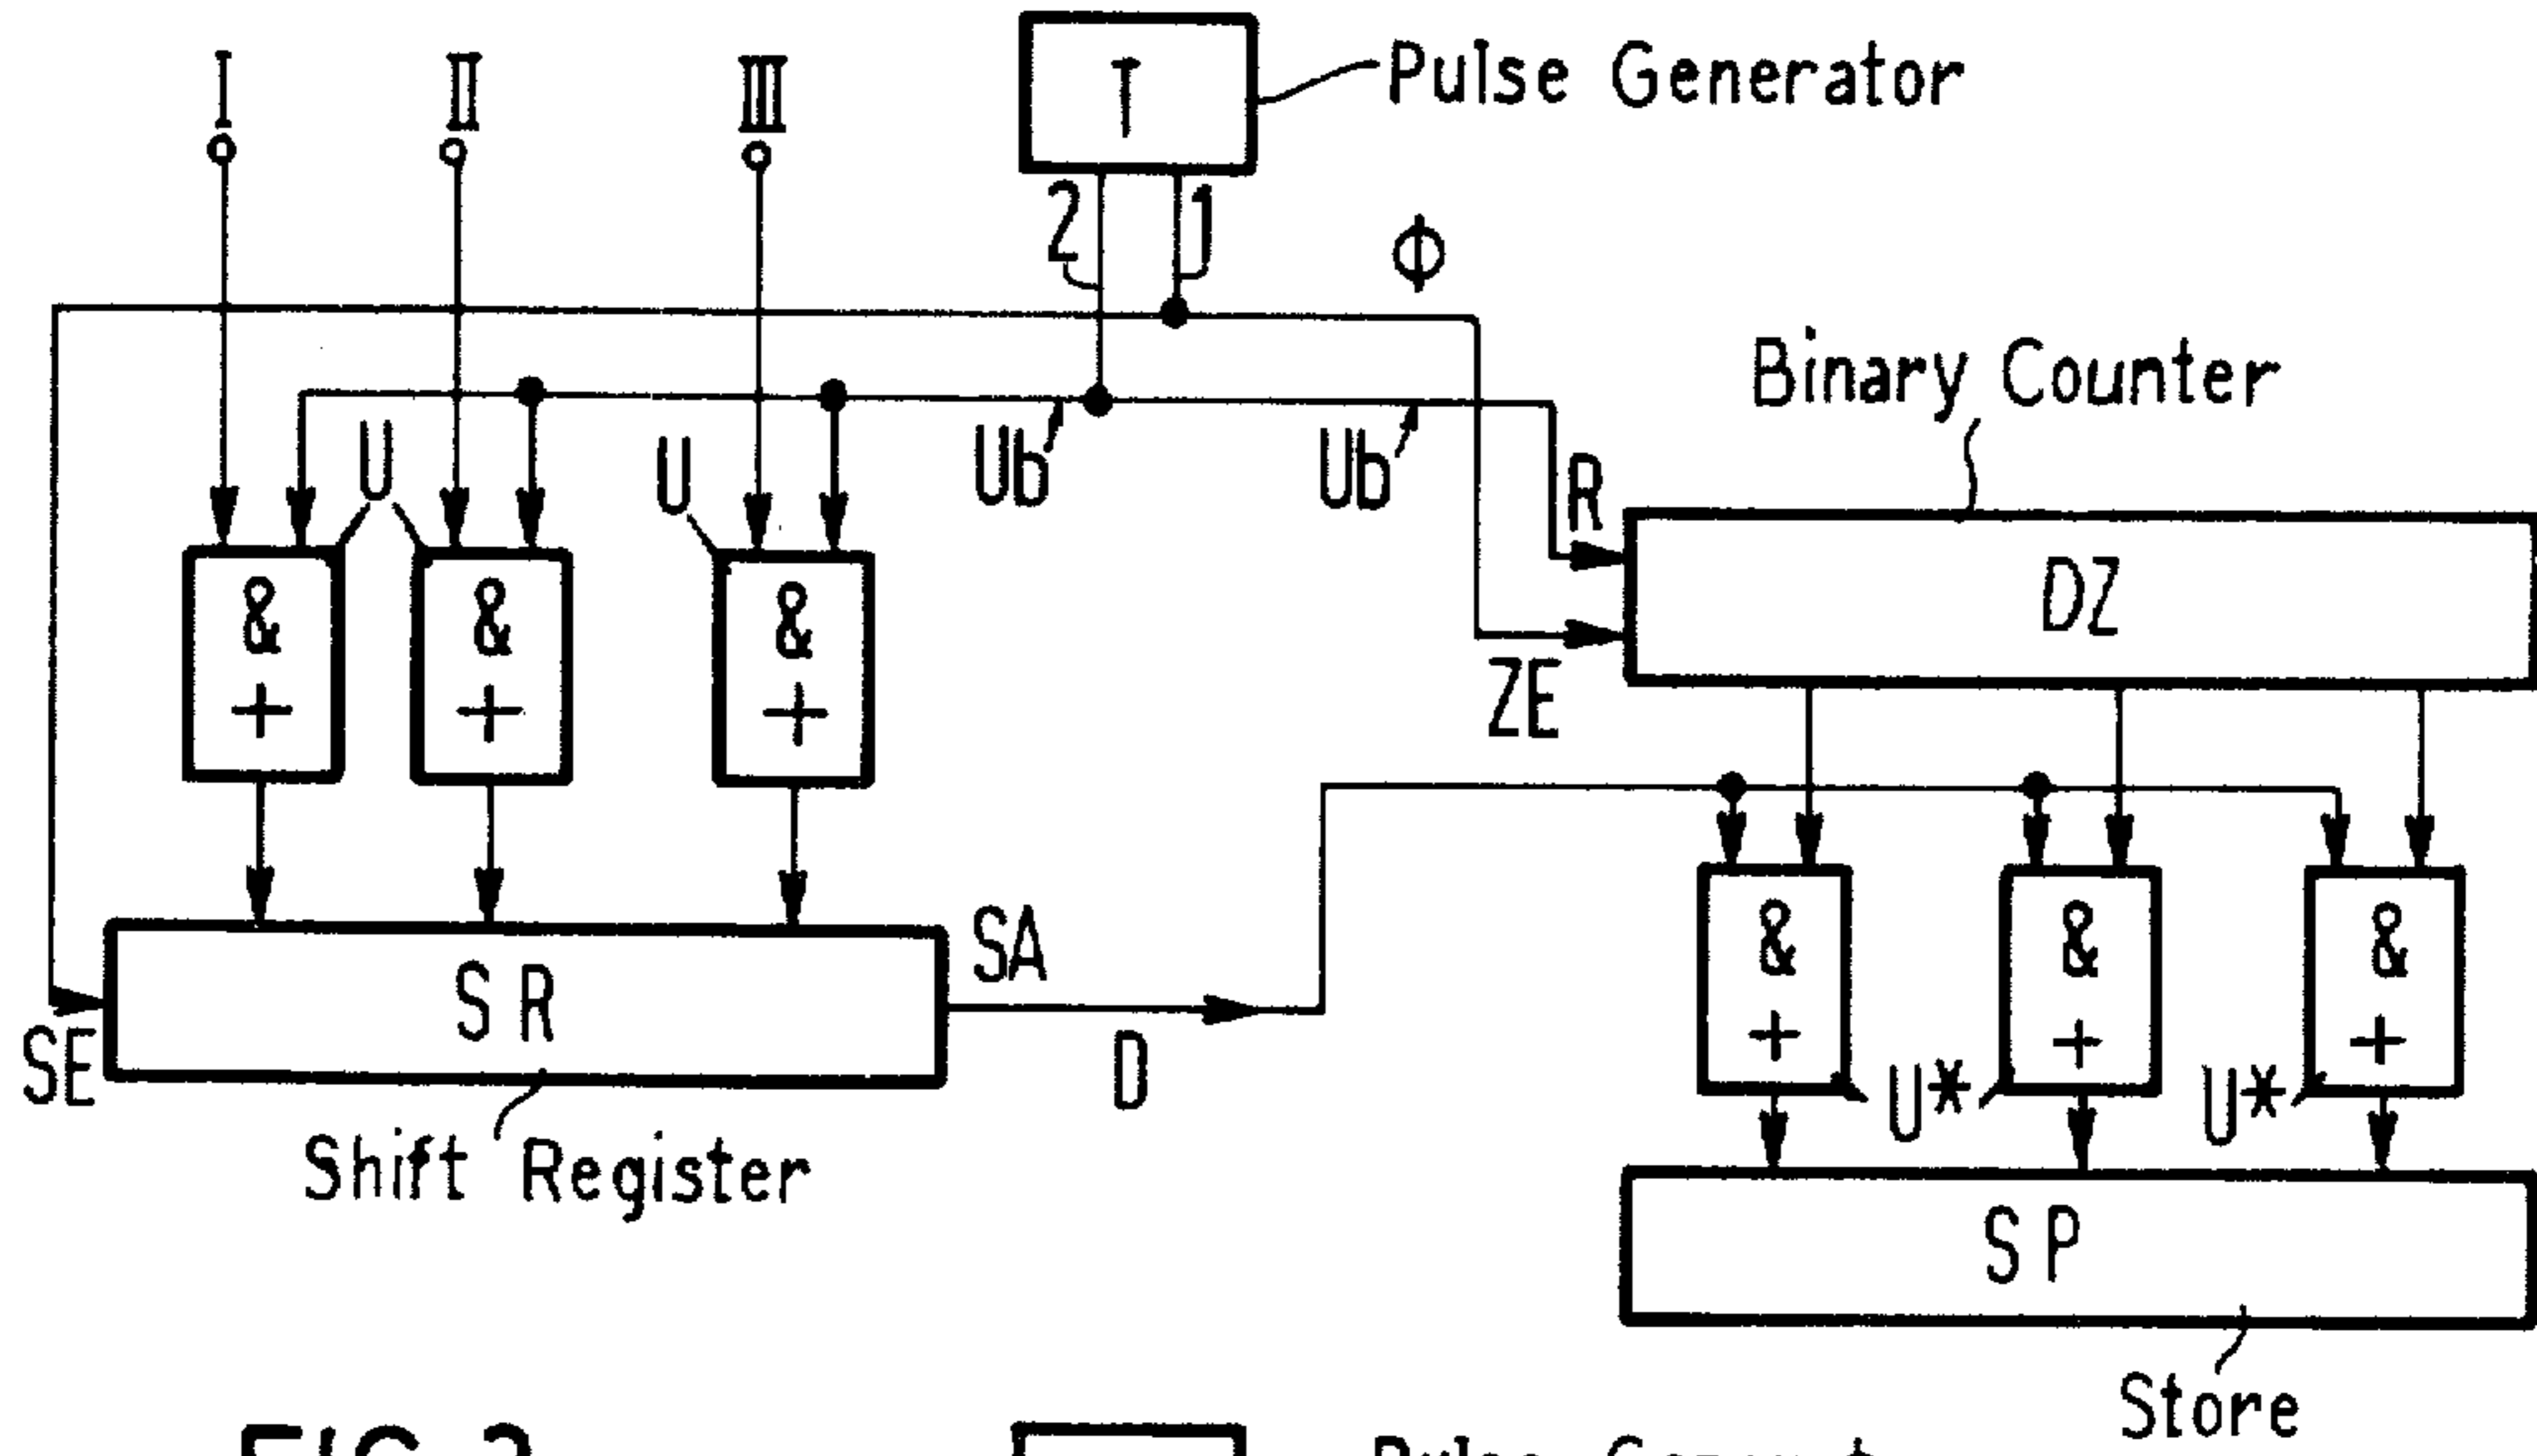 I II III
T
Pulse Generator
2 1
Φ
Binary Counter
U U Ub Ub R
& & &
+ + +
DZ
ZE
SA
S R
SE
D
Shift Register
& & &
+ + +
U* U*
S P
Store